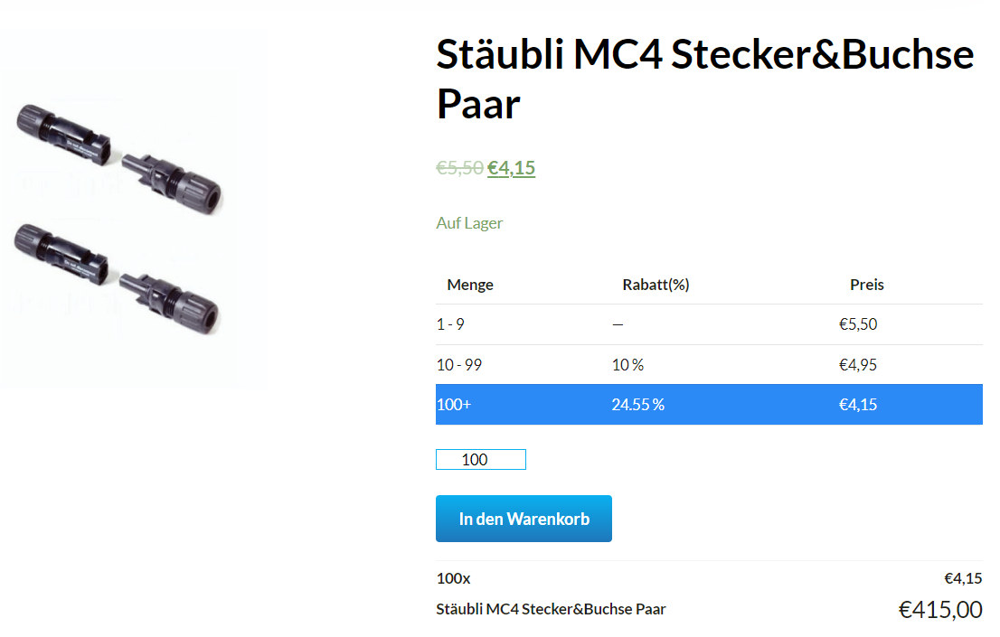 Stäubli MC4 Stecker&Buchse
Paar
€5,50 €4,15
Auf Lager
Menge Rabatt(%) Preis
1 - 9 — €5,50
10 - 99 10 % €4,95
100+ 24.55 % €4,15
100
In den Warenkorb
100x €4,15
Stäubli MC4 Stecker&Buchse Paar €415,00